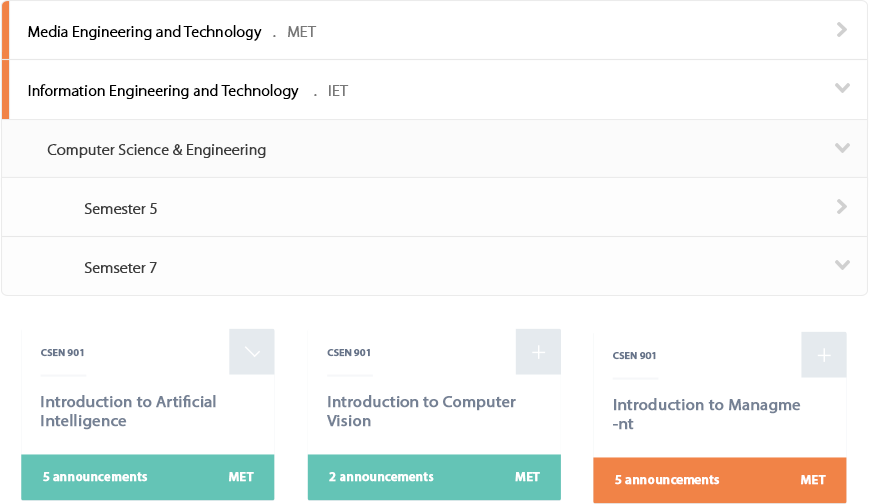 Media Engineering and Technology . MET
Information Engineering and Technology . IET
Computer Science & Engineering
Semester 5
Semseter 7
CSEN 901
Introduction to Artificial
Intelligence
5 announcements MET
CSEN 901
Introduction to Computer
Vision
2 announcements MET
CSEN 901
Introduction to Managme
-nt
5 announcements MET